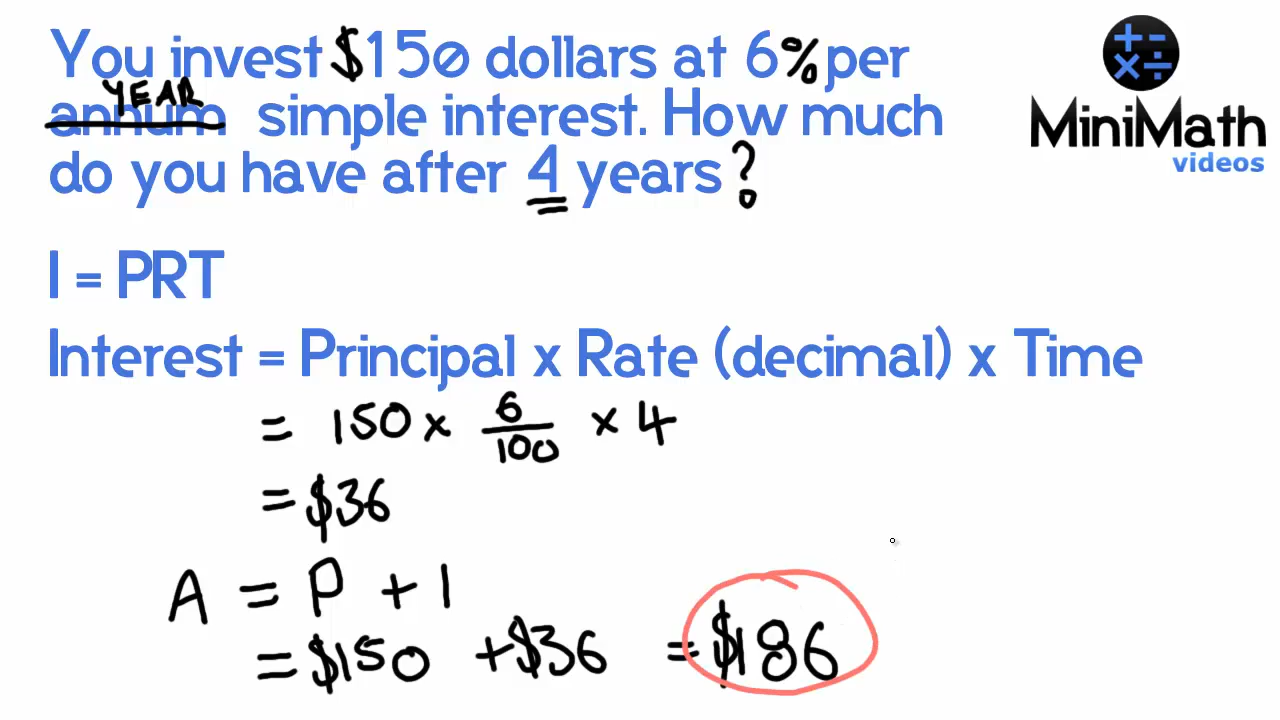 You invest $150 dollars at 6% per
YEAR
annum simple interest. How much
do you have after 4 years?
MiniMath
videos
I = PRT
Interest = Principal x Rate (decimal) x Time
= 150 x 6/100 x 4
= $36
A = P + I
= $150 + $36 = $186